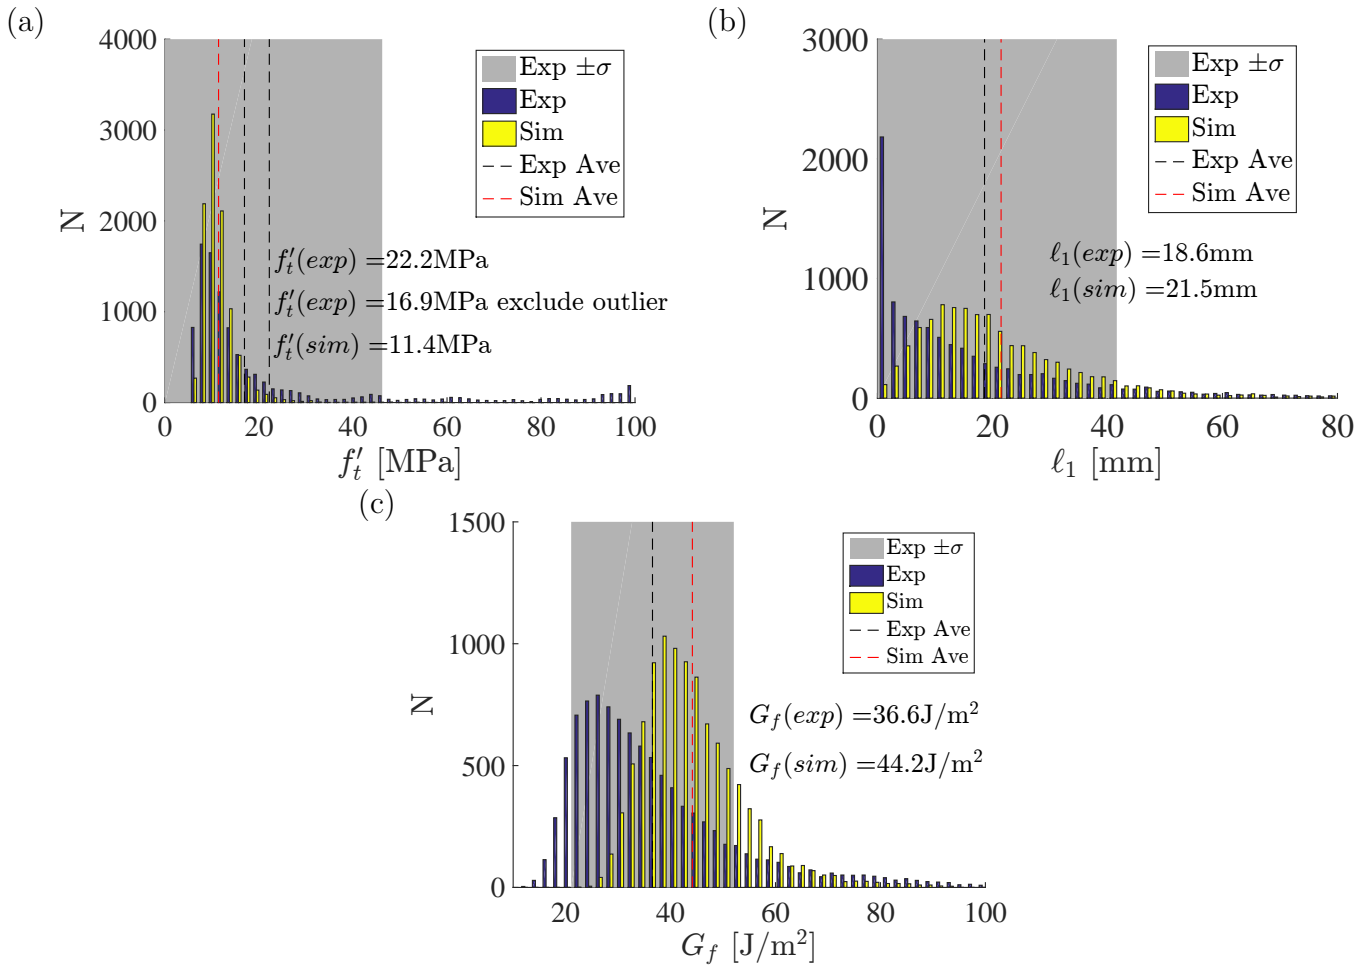 (a)
4000
3000
2000
1000
0
N
0 20 40 60 80 100
f′t [MPa]
Exp ±σ
Exp
Sim
Exp Ave
Sim Ave
f′t(exp) =22.2MPa
f′t(exp) =16.9MPa exclude outlier
f′t(sim) =11.4MPa
(b)
3000
2000
1000
0
N
0 20 40 60 80
ℓ1 [mm]
Exp ±σ
Exp
Sim
Exp Ave
Sim Ave
ℓ1(exp) =18.6mm
ℓ1(sim) =21.5mm
(c)
1500
1000
500
0
N
20 40 60 80 100
Gf [J/m²]
Exp ±σ
Exp
Sim
Exp Ave
Sim Ave
Gf(exp) =36.6J/m²
Gf(sim) =44.2J/m²